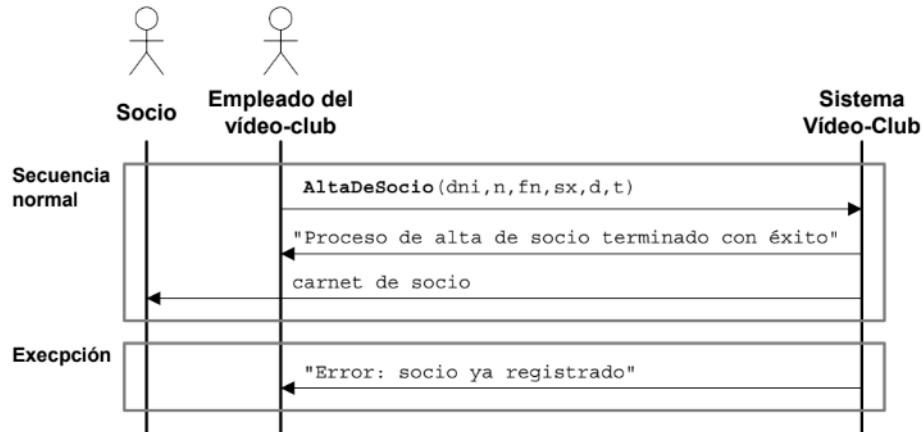 Socio
Empleado del
vídeo-club
Sistema
Vídeo-Club
Secuencia
normal
AltaDeSocio(dni,n,fn,sx,d,t)
"Proceso de alta de socio terminado con éxito"
carnet de socio
Execpción
"Error: socio ya registrado"